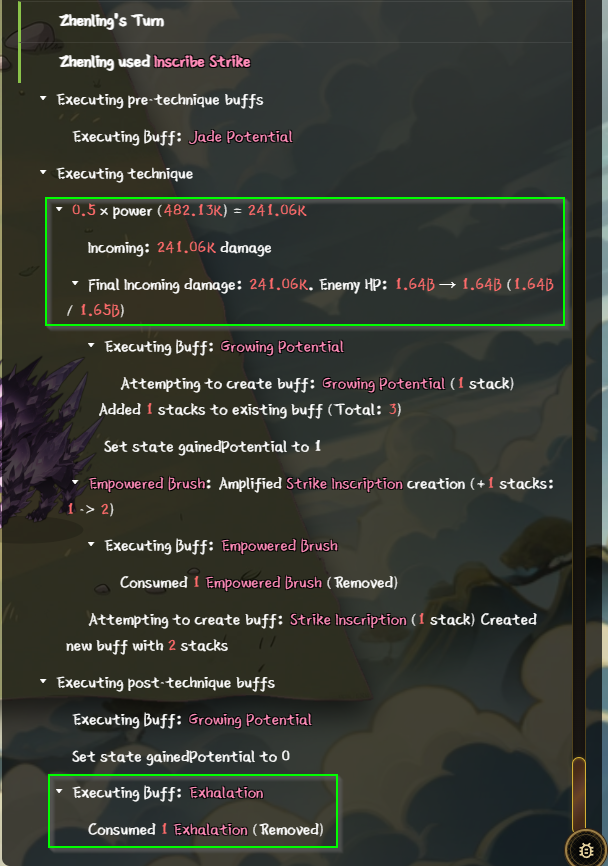 Zhenling's Turn
Zhenling used Inscribe Strike
Executing pre-technique buffs
Executing Buff: Jade Potential
Executing technique
0.5 x power (482.13K) = 241.06K
Incoming: 241.06K damage
Final Incoming damage: 241.06K. Enemy HP: 1.64B → 1.64B (1.64B
/ 1.65B)
Executing Buff: Growing Potential
Attempting to create buff: Growing Potential (1 stack)
Added 1 stacks to existing buff (Total: 3)
Set state gainedPotential to 1
Empowered Brush: Amplified Strike Inscription creation (+1 stacks:
1 -> 2)
Executing Buff: Empowered Brush
Consumed 1 Empowered Brush (Removed)
Attempting to create buff: Strike Inscription (1 stack) Created
new buff with 2 stacks
Executing post-technique buffs
Executing Buff: Growing Potential
Set state gainedPotential to 0
Executing Buff: Exhalation
Consumed 1 Exhalation (Removed)